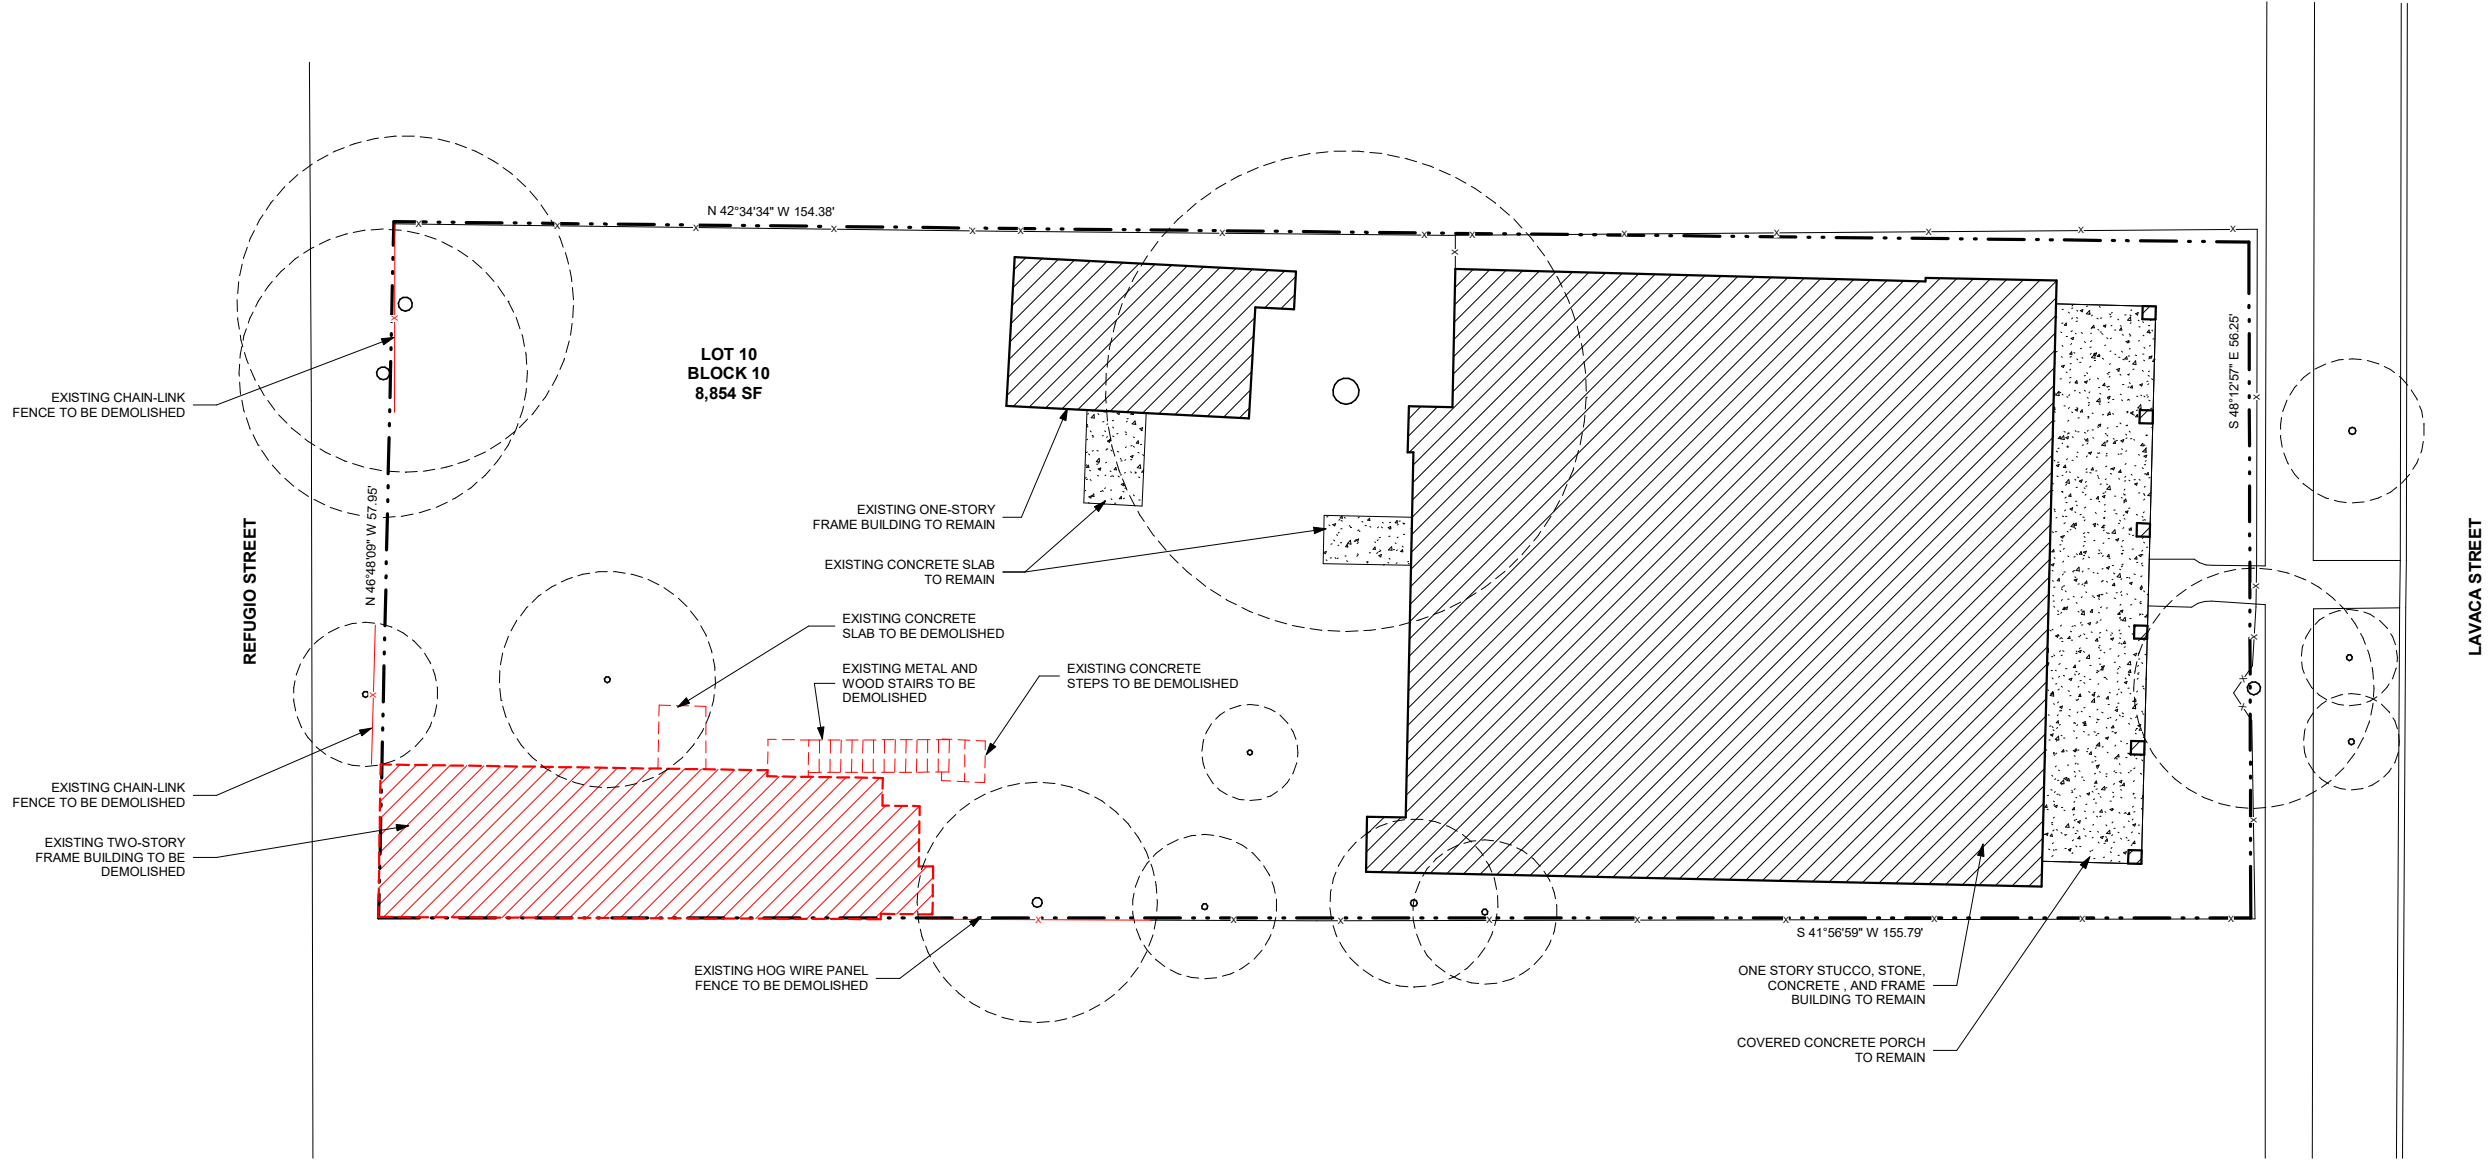 N 42°34'34" W 154.38'
LOT 10
BLOCK 10
8,854 SF
S 48°12'57" E 56.25'
EXISTING CHAIN-LINK
FENCE TO BE DEMOLISHED
N 46°48'09" W 57.95'
REFUGIO STREET
LAVACA STREET
EXISTING ONE-STORY
FRAME BUILDING TO REMAIN
EXISTING CONCRETE SLAB
TO REMAIN
EXISTING CONCRETE
SLAB TO BE DEMOLISHED
EXISTING METAL AND
WOOD STAIRS TO BE
DEMOLISHED
EXISTING CONCRETE
STEPS TO BE DEMOLISHED
EXISTING CHAIN-LINK
FENCE TO BE DEMOLISHED
EXISTING TWO-STORY
FRAME BUILDING TO BE
DEMOLISHED
S 41°56'59" W 155.79'
EXISTING HOG WIRE PANEL
FENCE TO BE DEMOLISHED
ONE STORY STUCCO, STONE,
CONCRETE , AND FRAME
BUILDING TO REMAIN
COVERED CONCRETE PORCH
TO REMAIN